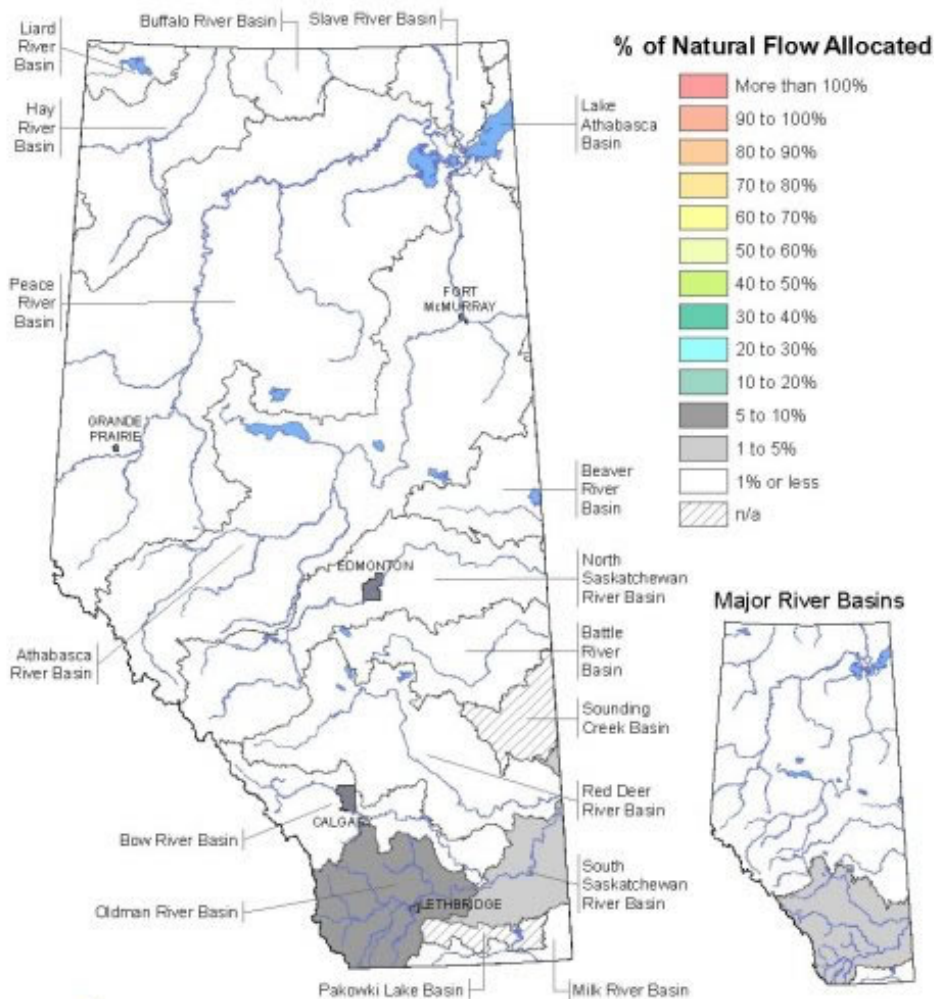 Buffalo River Basin
Slave River Basin
Liard
River
Basin
Hay
River
Basin
Lake
Athabasca
Basin
Peace
River
Basin
FORT
McMURRAY
GRANDE
PRAIRIE
Beaver
River
Basin
EDMONTON
North
Saskatchewan
River Basin
Athabasca
River Basin
Battle
River
Basin
Sounding
Creek Basin
Red Deer
River Basin
Bow River Basin
CALGARY
South
Saskatchewan
River Basin
Oldman River Basin
LETHBRIDGE
Pakowki Lake Basin
Milk River Basin
% of Natural Flow Allocated
More than 100%
90 to 100%
80 to 90%
70 to 80%
60 to 70%
50 to 60%
40 to 50%
30 to 40%
20 to 30%
10 to 20%
5 to 10%
1 to 5%
1% or less
n/a
Major River Basins